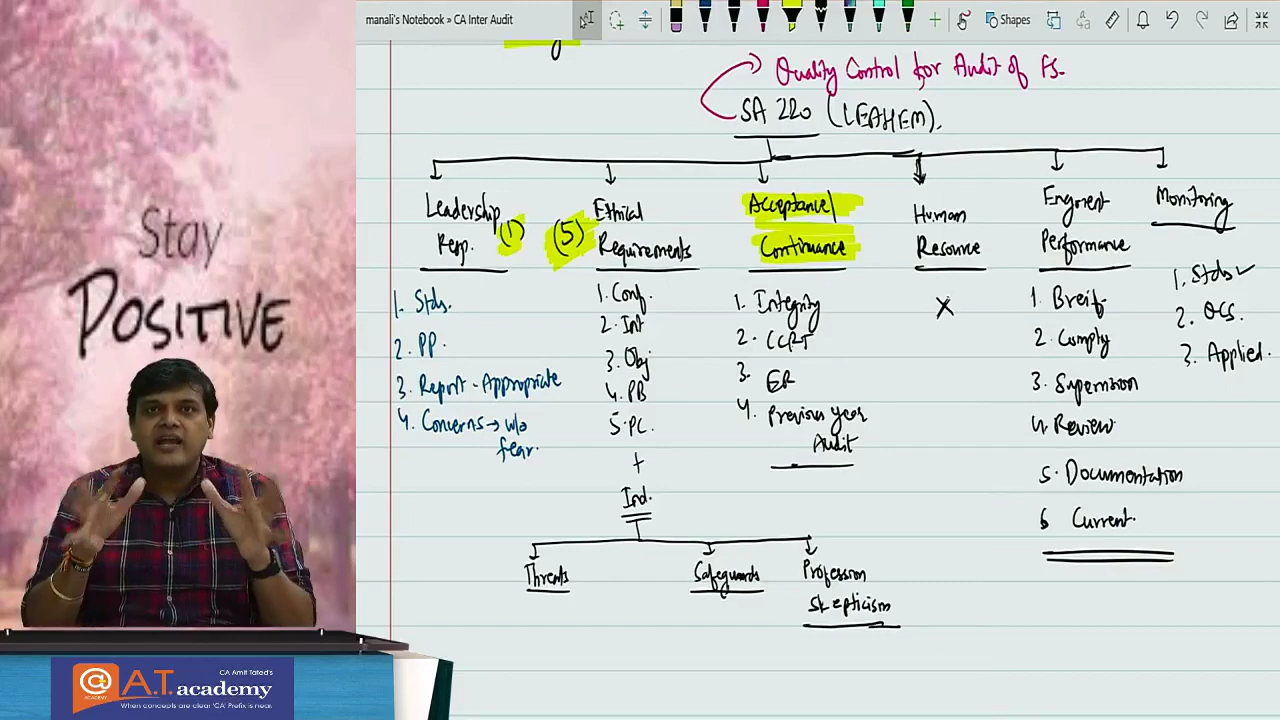 manali's Notebook » CA Inter Audit
Shapes
Quality Control for Audit of FS.
SA 220 (LEAHEM).
Leadership
Resp. (1)
(5) Ethical
Requirements
Acceptance/
Continuance
Human
Resource
Engment
Performance
Monitoring
1. Stds.
2. PP.
3. Report - Appropriate
4. Concerns → w/o
fear.
1. Conf.
2. Int
3. Obj
4. PB
5. PC.
+
Ind.
Threats
Safeguards
Profession
Skepticism
1. Integrity
2. CCRT
3. ER
4. Previous year
Audit
X
1. Breif
2. Comply
3. Supervision
4. Review
5. Documentation
6 Current.
1. Stds ✓
2. QCS.
3. Applied.
Stay
POSITIVE
CA Amit Tated's
@ A.T. academy
ACADEMY
When concepts are clear 'CA' Prefix is near.